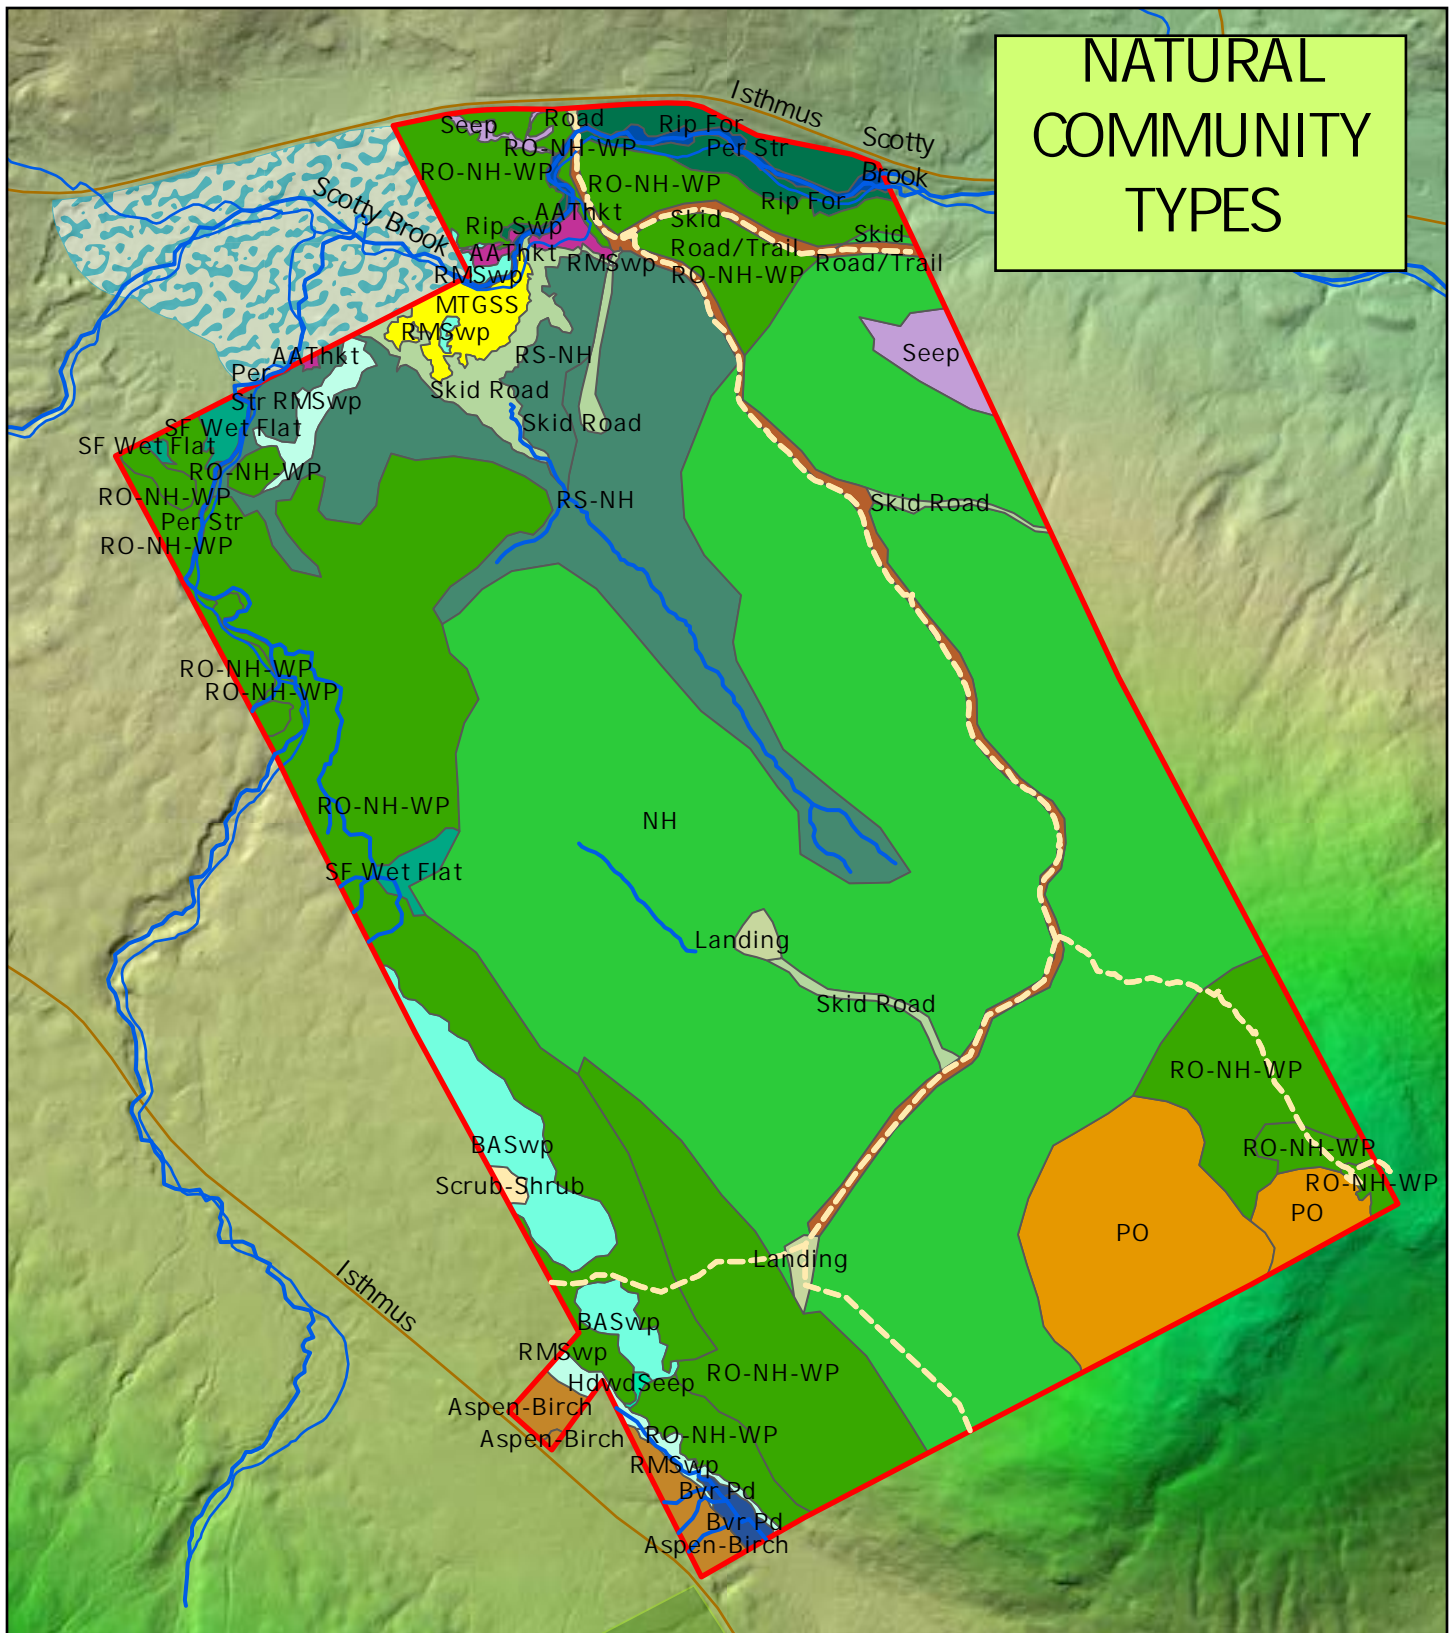 NATURAL
COMMUNITY
TYPES
Isthmus
Scotty
Brook
Seep
Road
Rip For
RO-NH-WP
Per Str
RO-NH-WP
RO-NH-WP
Rip For
Scotty Brook
AAThkt
Rip Swp
Skid
Road/Trail
Skid
Road/Trail
AAThkt
RMSwp
RMSwp
RO-NH-WP
MTGSS
RMSwp
RS-NH
Seep
AAThkt
Per
Str
RMSwp
Skid Road
Skid Road
SF Wet Flat
SF Wet Flat
RO-NH-WP
RO-NH-WP
Per Str
RO-NH-WP
RS-NH
Skid Road
RO-NH-WP
RO-NH-WP
RO-NH-WP
NH
SF Wet Flat
Landing
Skid Road
RO-NH-WP
RO-NH-WP
RO-NH-WP
PO
PO
BASwp
Scrub-Shrub
Landing
Isthmus
BASwp
RMSwp
RO-NH-WP
HdwdSeep
Aspen-Birch
Aspen-Birch
RO-NH-WP
RMSwp
Bvr Pd
Bvr Pd
Aspen-Birch